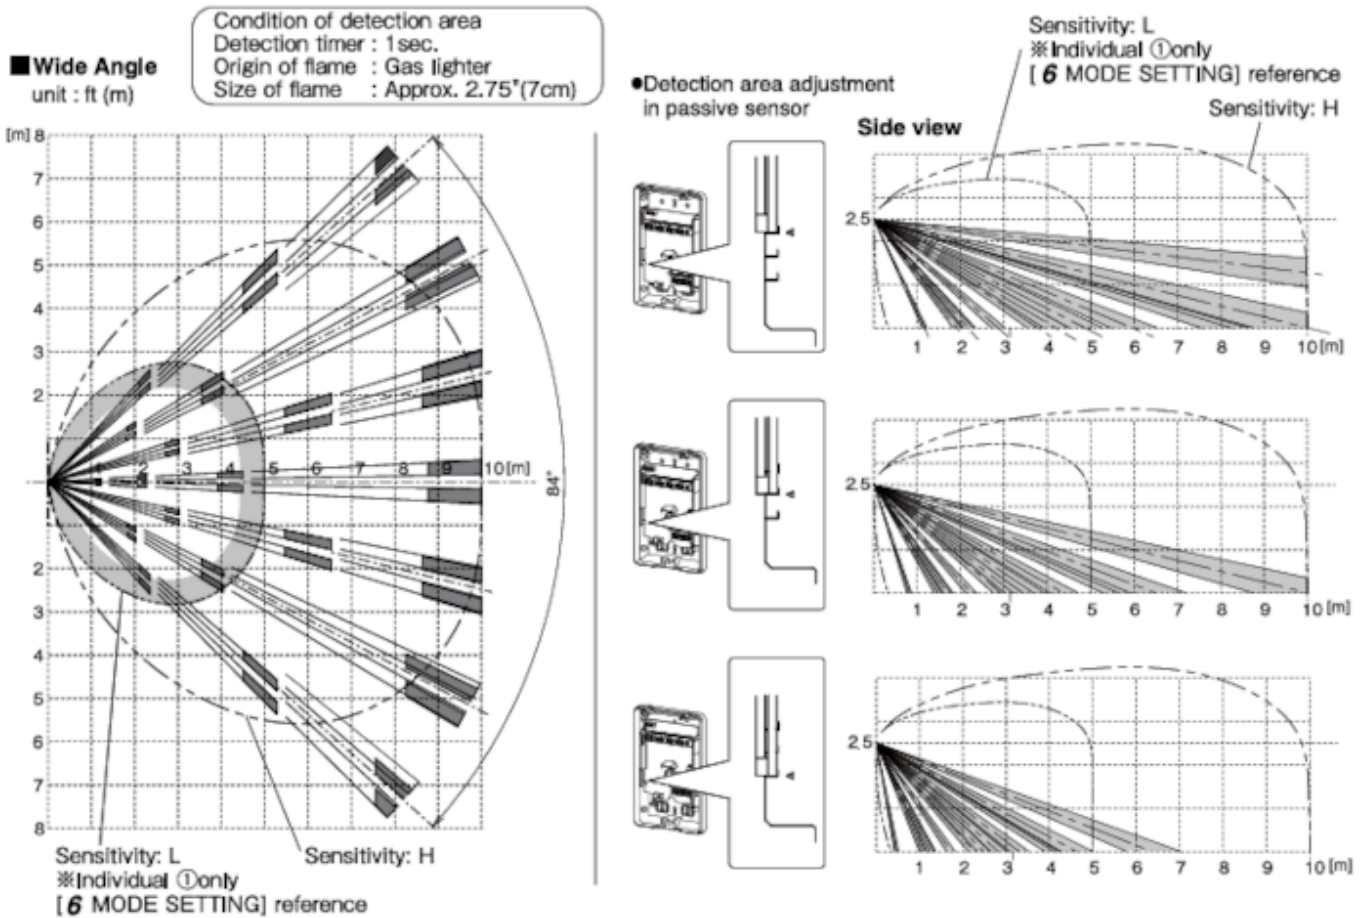 Condition of detection area
Detection timer : 1sec.
Origin of flame : Gas lighter
Size of flame : Approx. 2.75"(7cm)
■Wide Angle
unit : ft (m)
[m] 8
7
6
5
4
3
2
2 3 4 5 6 8 9 10[m]
84°
2
3
4
5
6
7
8
Sensitivity: L
※Individual ①only
[6 MODE SETTING] reference
Sensitivity: H
●Detection area adjustment
in passive sensor
Sensitivity: L
※Individual ①only
[6 MODE SETTING] reference
Sensitivity: H
Side view
2.5
1 2 3 4 5 6 7 8 9 10[m]
2.5
1 2 3 4 5 6 7 8 9 10[m]
2.5
1 2 3 4 5 6 7 8 9 10[m]